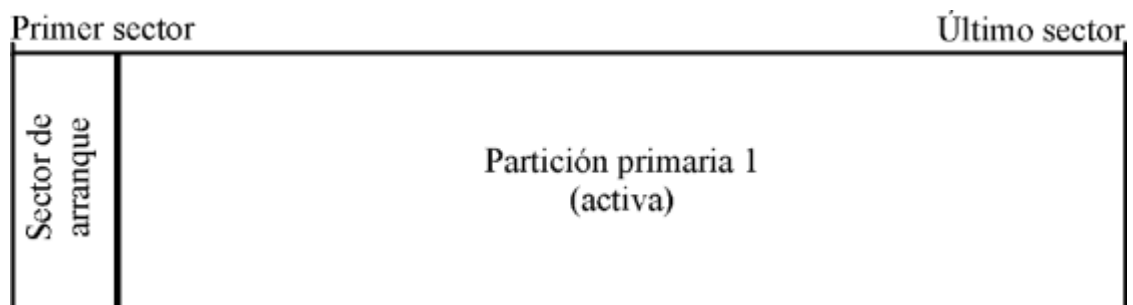 Primer sector
Último sector
Sector de
arranque
Partición primaria 1
(activa)